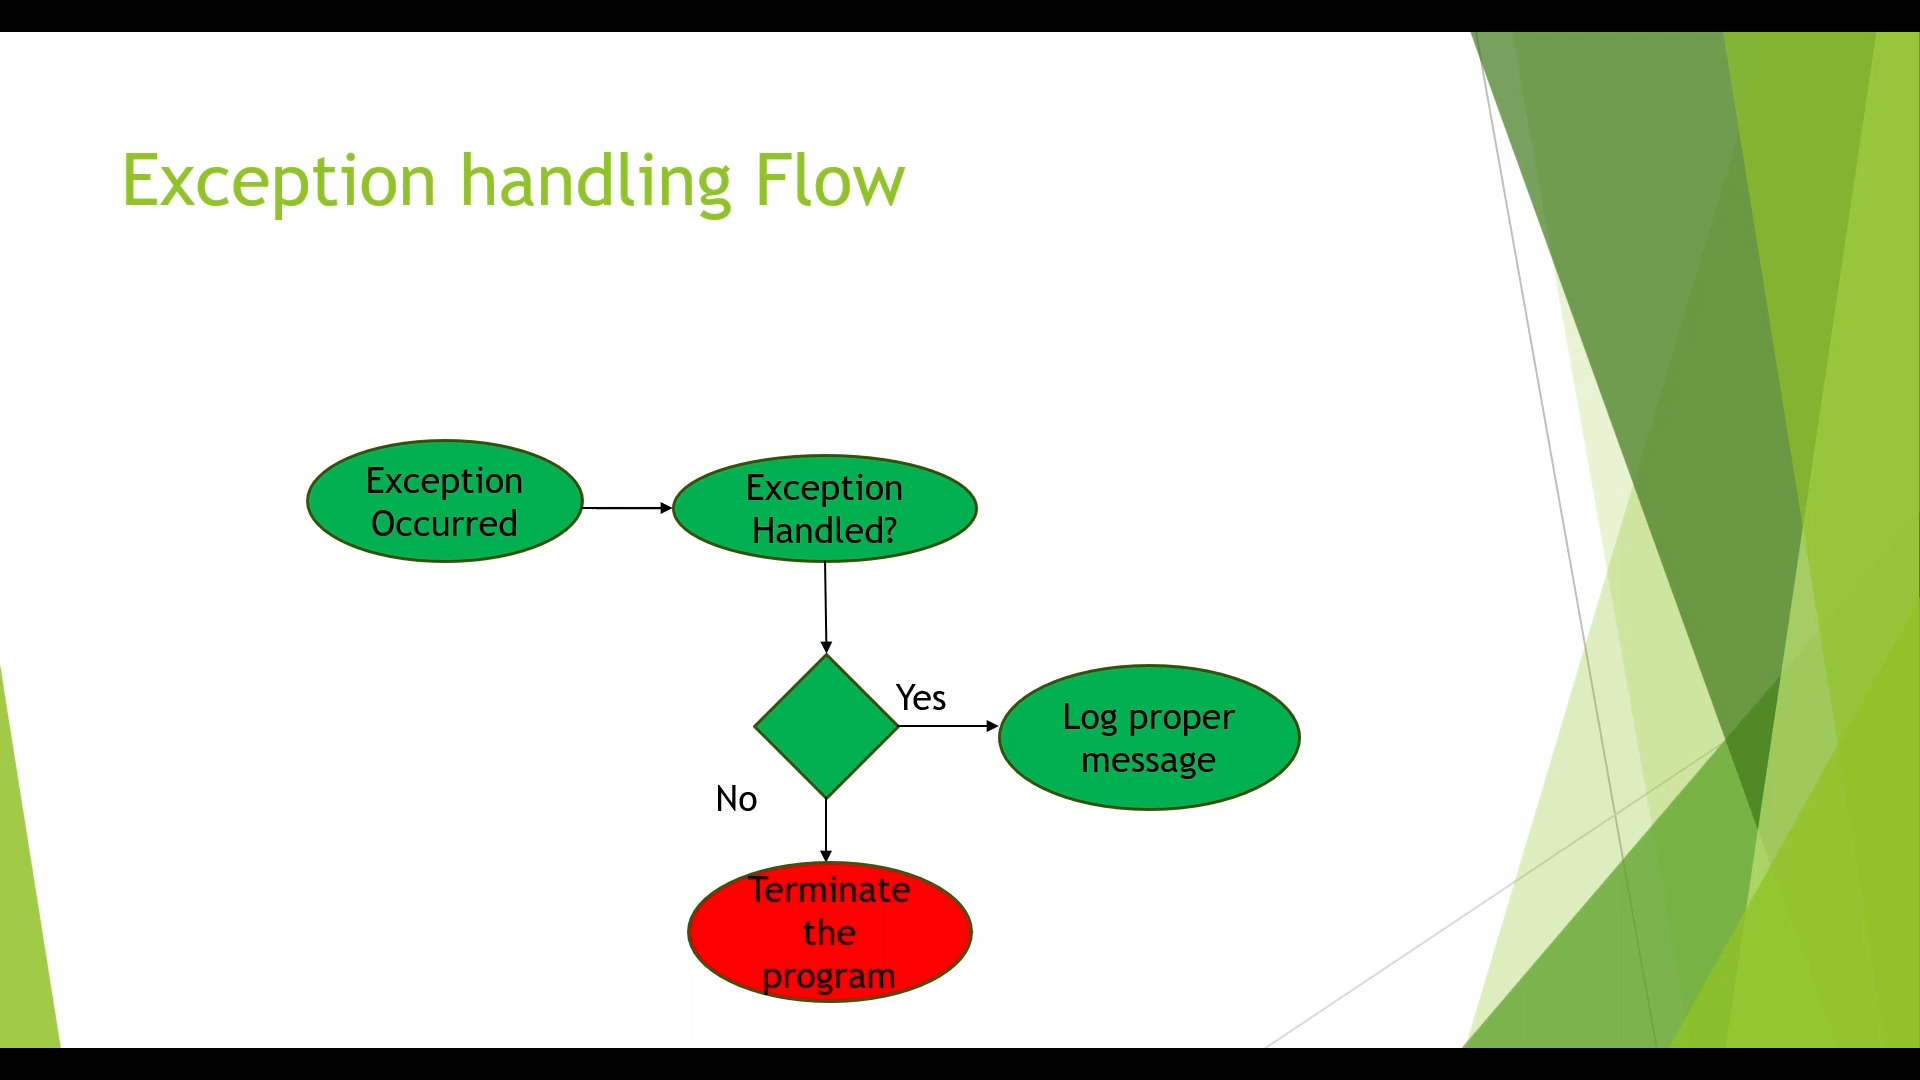 Exception handling Flow
Exception
Occurred
Exception
Handled?
Yes
Log proper
message
No
Terminate
the
program